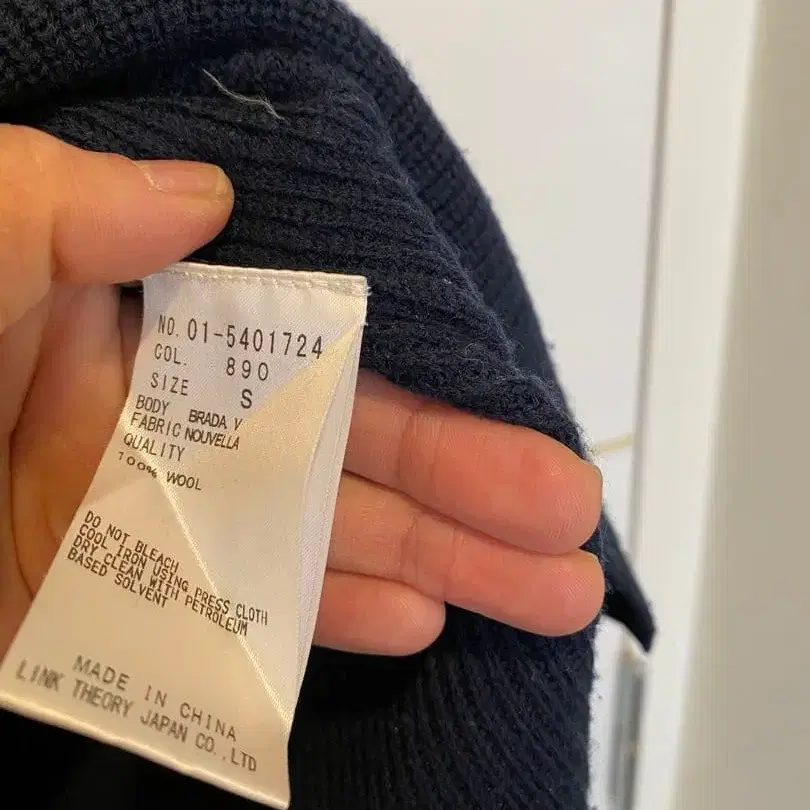 NO. 01-5401724
COL. 890
SIZE S
BODY BRADA V
FABRIC NOUVELLA
QUALITY
100% WOOL
DO NOT BLEACH
COOL IRON USING PRESS CLOTH
DRY CLEAN WITH PETROLEUM
BASED SOLVENT
MADE IN CHINA
LINK THEORY JAPAN CO.,LTD